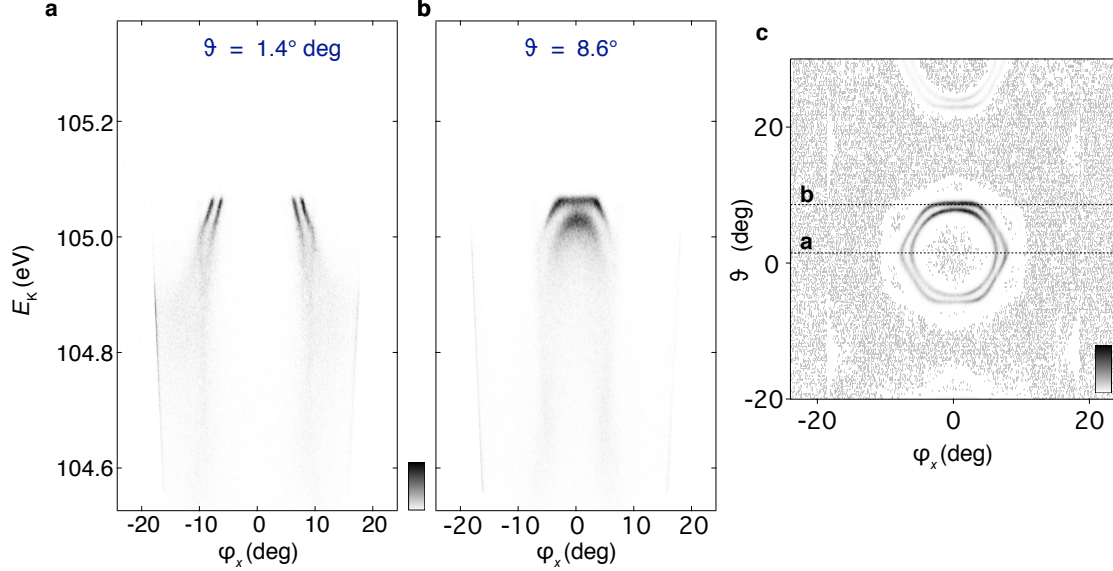 a
ϑ = 1.4° deg
105.2
105.0
104.8
104.6
E_K (eV)
-20 -10 0 10 20
φ_x (deg)
b
ϑ = 8.6°
-20 -10 0 10 20
φ_x (deg)
c
20
0
-20
ϑ (deg)
b
a
-20 0 20
φ_x (deg)